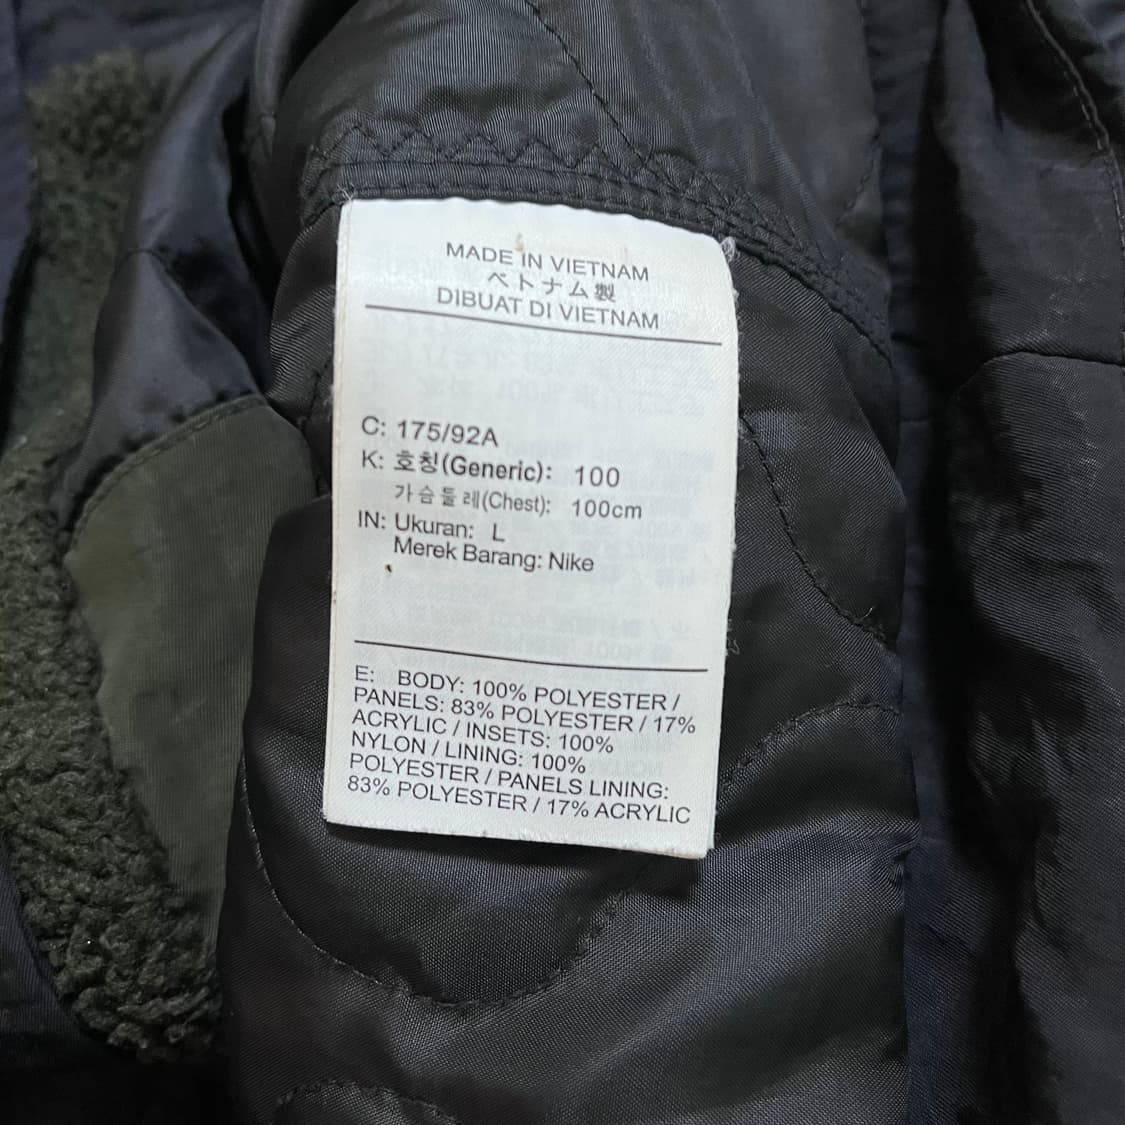 MADE IN VIETNAM
ベトナム製
DIBUAT DI VIETNAM
C: 175/92A
K: 호칭(Generic): 100
가슴둘레(Chest): 100cm
IN: Ukuran: L
Merek Barang: Nike
E: BODY: 100% POLYESTER /
PANELS: 83% POLYESTER / 17%
ACRYLIC / INSETS: 100%
NYLON / LINING: 100%
POLYESTER / PANELS LINING:
83% POLYESTER / 17% ACRYLIC